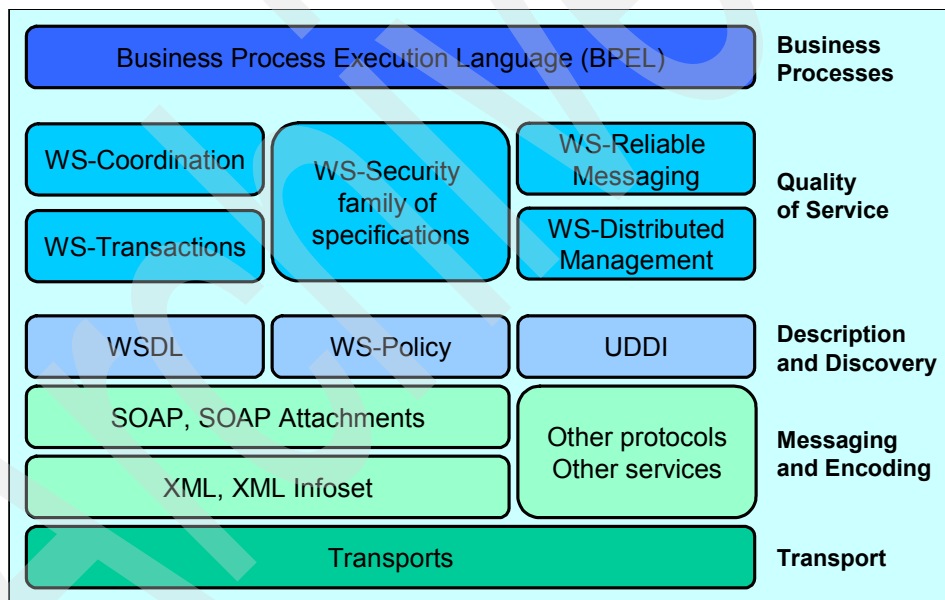 Business Process Execution Language (BPEL)
Business
Processes
WS-Coordination
WS-Transactions
WS-Security
family of
specifications
WS-Reliable
Messaging
WS-Distributed
Management
Quality
of Service
WSDL
WS-Policy
UDDI
Description
and Discovery
SOAP, SOAP Attachments
XML, XML Infoset
Other protocols
Other services
Messaging
and Encoding
Transports
Transport